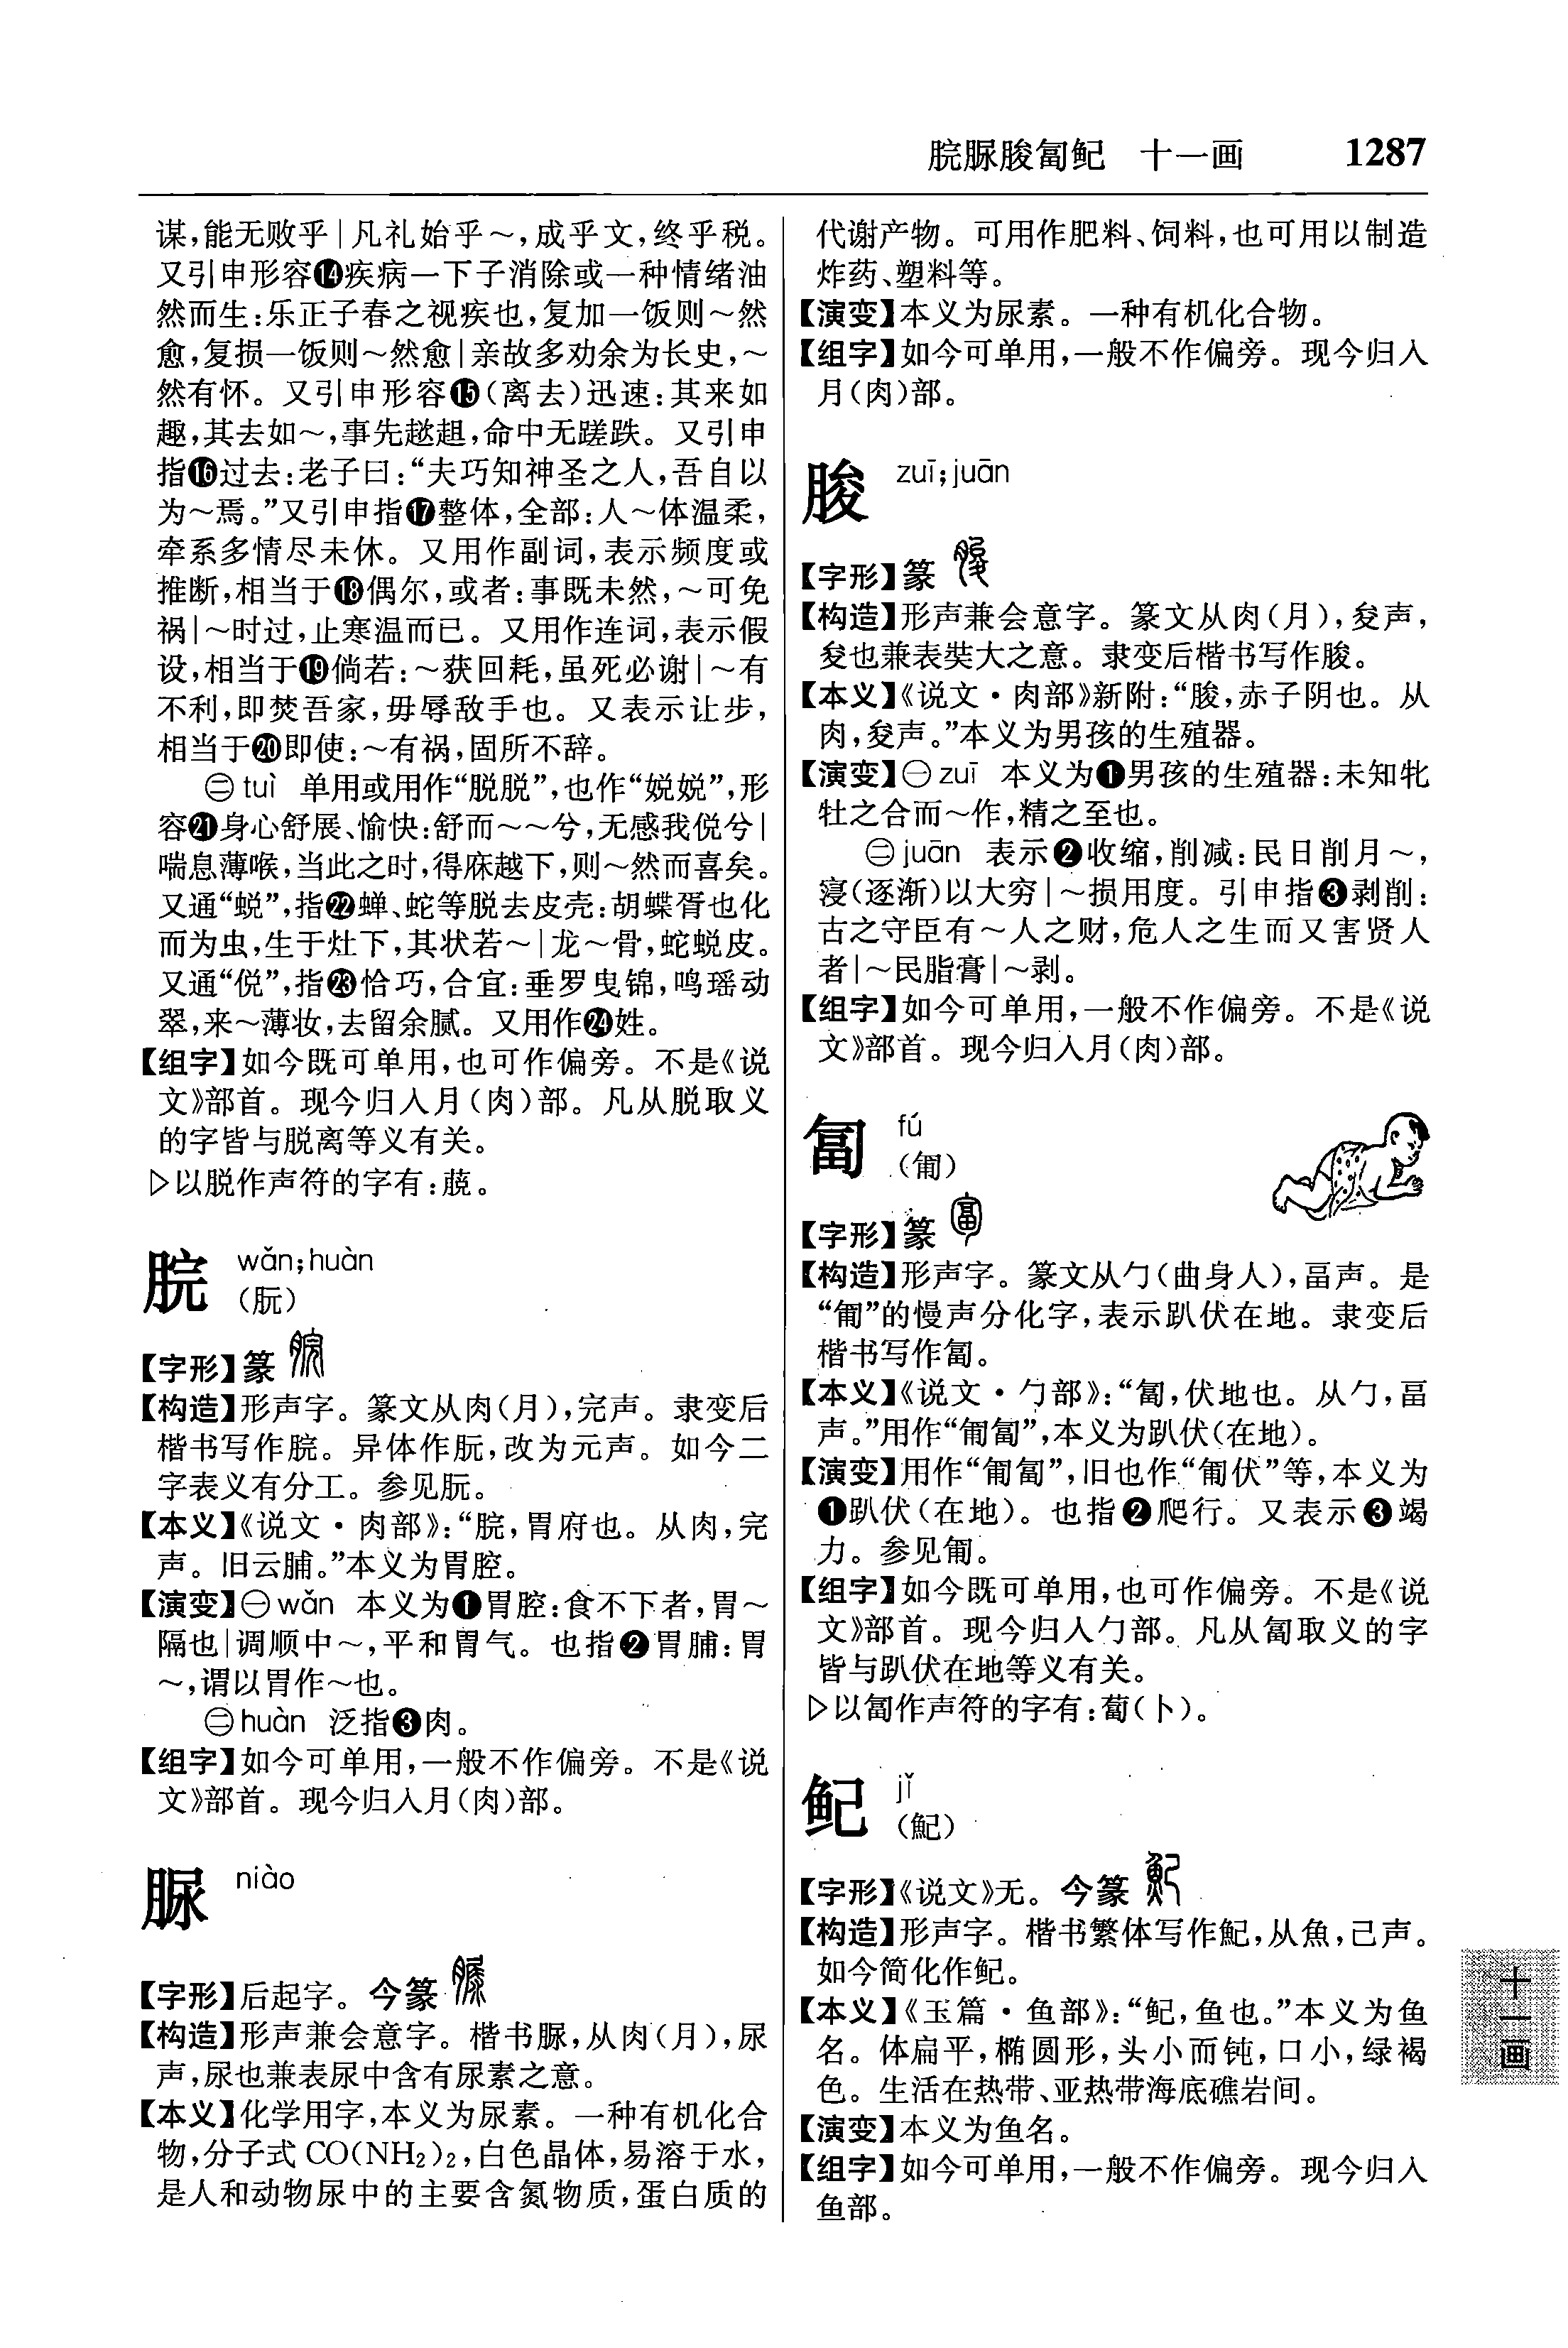 脘脲朘匐𫚈 十一画 1287
谋,能无败乎|凡礼始乎~,成乎文,终乎税。
又引申形容⓮疾病一下子消除或一种情绪油
然而生:乐正子春之视疾也,复加一饭则~然
愈,复损一饭则~然愈|亲故多劝余为长史,~
然有怀。又引申形容⓯(离去)迅速:其来如
趣,其去如~,事先趑趄,命中无蹉跌。又引申
指⓰过去:老子曰:“夫巧知神圣之人,吾自以
为~焉。”又引申指⓱整体,全部:人~体温柔,
牵系多情尽未休。又用作副词,表示频度或
推断,相当于⓲偶尔,或者:事既未然,~可免
祸|~时过,止寒温而已。又用作连词,表示假
设,相当于⓳倘若:~获回耗,虽死必谢|~有
不利,即焚吾家,毋辱敌手也。又表示让步,
相当于⓴即使:~有祸,固所不辞。
㊁tuì 单用或用作“脱脱”,也作“娧娧”,形
容㉑身心舒展、愉快:舒而~~兮,无感我帨兮|
喘息薄喉,当此之时,得庥越下,则~然而喜矣。
又通“蜕”,指㉒蝉、蛇等脱去皮壳:胡蝶胥也化
而为虫,生于灶下,其状若~|龙~骨,蛇蜕皮。
又通“侻”,指㉓恰巧,合宜:垂罗曳锦,鸣瑶动
翠,来~薄妆,去留余腻。又用作㉔姓。
【组字】如今既可单用,也可作偏旁。不是《说
文》部首。现今归入月(肉)部。凡从脱取义
的字皆与脱离等义有关。
▷以脱作声符的字有:莌。
脘 wǎn;huàn
(朊)
【字形】篆
【构造】形声字。篆文从肉(月),完声。隶变后
楷书写作脘。异体作朊,改为元声。如今二
字表义有分工。参见朊。
【本义】《说文·肉部》:“脘,胃府也。从肉,完
声。旧云脯。”本义为胃腔。
【演变】㊀wǎn 本义为❶胃腔:食不下者,胃~
隔也|调顺中~,平和胃气。也指❷胃脯:胃
~,谓以胃作~也。
㊁huàn 泛指❸肉。
【组字】如今可单用,一般不作偏旁。不是《说
文》部首。现今归入月(肉)部。
脲 niào
【字形】后起字。今篆
【构造】形声兼会意字。楷书脲,从肉(月),尿
声,尿也兼表尿中含有尿素之意。
【本义】化学用字,本义为尿素。一种有机化合
物,分子式CO(NH₂)₂,白色晶体,易溶于水,
是人和动物尿中的主要含氮物质,蛋白质的
代谢产物。可用作肥料、饲料,也可用以制造
炸药、塑料等。
【演变】本义为尿素。一种有机化合物。
【组字】如今可单用,一般不作偏旁。现今归入
月(肉)部。
朘 zuī;juān
【字形】篆
【构造】形声兼会意字。篆文从肉(月),夋声,
夋也兼表奘大之意。隶变后楷书写作朘。
【本义】《说文·肉部》新附:“朘,赤子阴也。从
肉,夋声。”本义为男孩的生殖器。
【演变】㊀zuī 本义为❶男孩的生殖器:未知牝
牡之合而~作,精之至也。
㊁juān 表示❷收缩,削减:民日削月~,
寖(逐渐)以大穷|~损用度。引申指❸剥削:
古之守臣有~人之财,危人之生而又害贤人
者|~民脂膏|~剥。
【组字】如今可单用,一般不作偏旁。不是《说
文》部首。现今归入月(肉)部。
匐 fú
(匍)
【字形】篆
【构造】形声字。篆文从勹(曲身人),畐声。是
“匍”的慢声分化字,表示趴伏在地。隶变后
楷书写作匐。
【本义】《说文·勹部》:“匐,伏地也。从勹,畐
声。”用作“匍匐”,本义为趴伏(在地)。
【演变】用作“匍匐”,旧也作“匍伏”等,本义为
❶趴伏(在地)。也指❷爬行。又表示❸竭
力。参见匍。
【组字】如今既可单用,也可作偏旁。不是《说
文》部首。现今归入勹部。凡从匐取义的字
皆与趴伏在地等义有关。
▷以匐作声符的字有:蔔(卜)。
𫚈 jǐ
(魢)
【字形】《说文》无。今篆
【构造】形声字。楷书繁体写作魢,从魚,己声。
如今简化作𫚈。
【本义】《玉篇·鱼部》:“𫚈,鱼也。”本义为鱼
名。体扁平,椭圆形,头小而钝,口小,绿褐
色。生活在热带、亚热带海底礁岩间。
【演变】本义为鱼名。
【组字】如今可单用,一般不作偏旁。现今归入
鱼部。
十一画